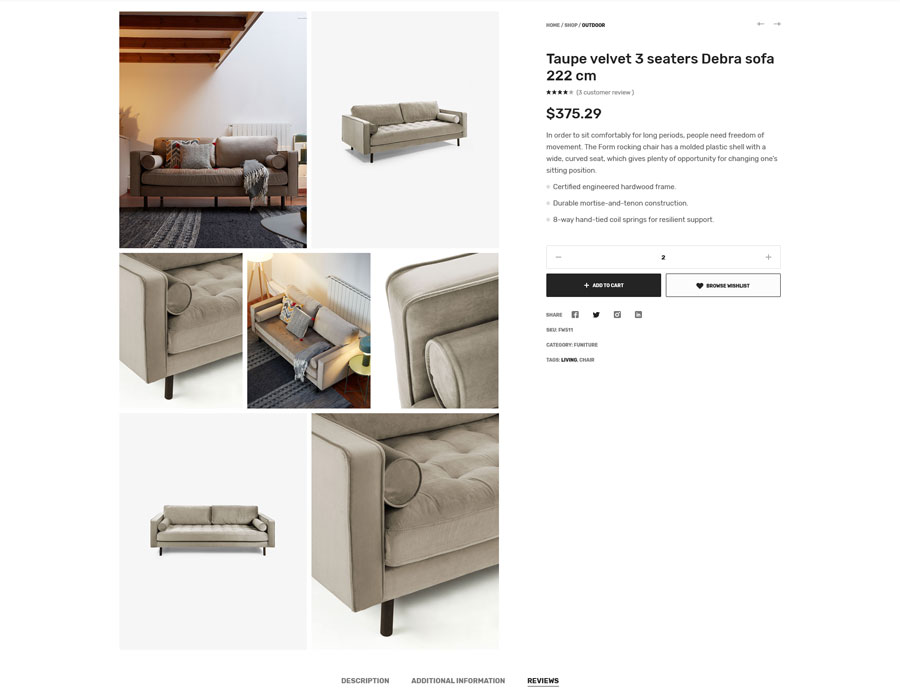 HOME / SHOP / OUTDOOR
Taupe velvet 3 seaters Debra sofa
222 cm
(3 customer review )
$375.29
In order to sit comfortably for long periods, people need freedom of
movement. The Form rocking chair has a molded plastic shell with a
wide, curved seat, which gives plenty of opportunity for changing one's
sitting position.
Certified engineered hardwood frame.
Durable mortise-and-tenon construction.
8-way hand-tied coil springs for resilient support.
2
ADD TO CART
BROWSE WISHLIST
SHARE
SKU: FW511
CATEGORY: FUNITURE
TAGS: LIVING, CHAIR
DESCRIPTION
ADDITIONAL INFORMATION
REVIEWS